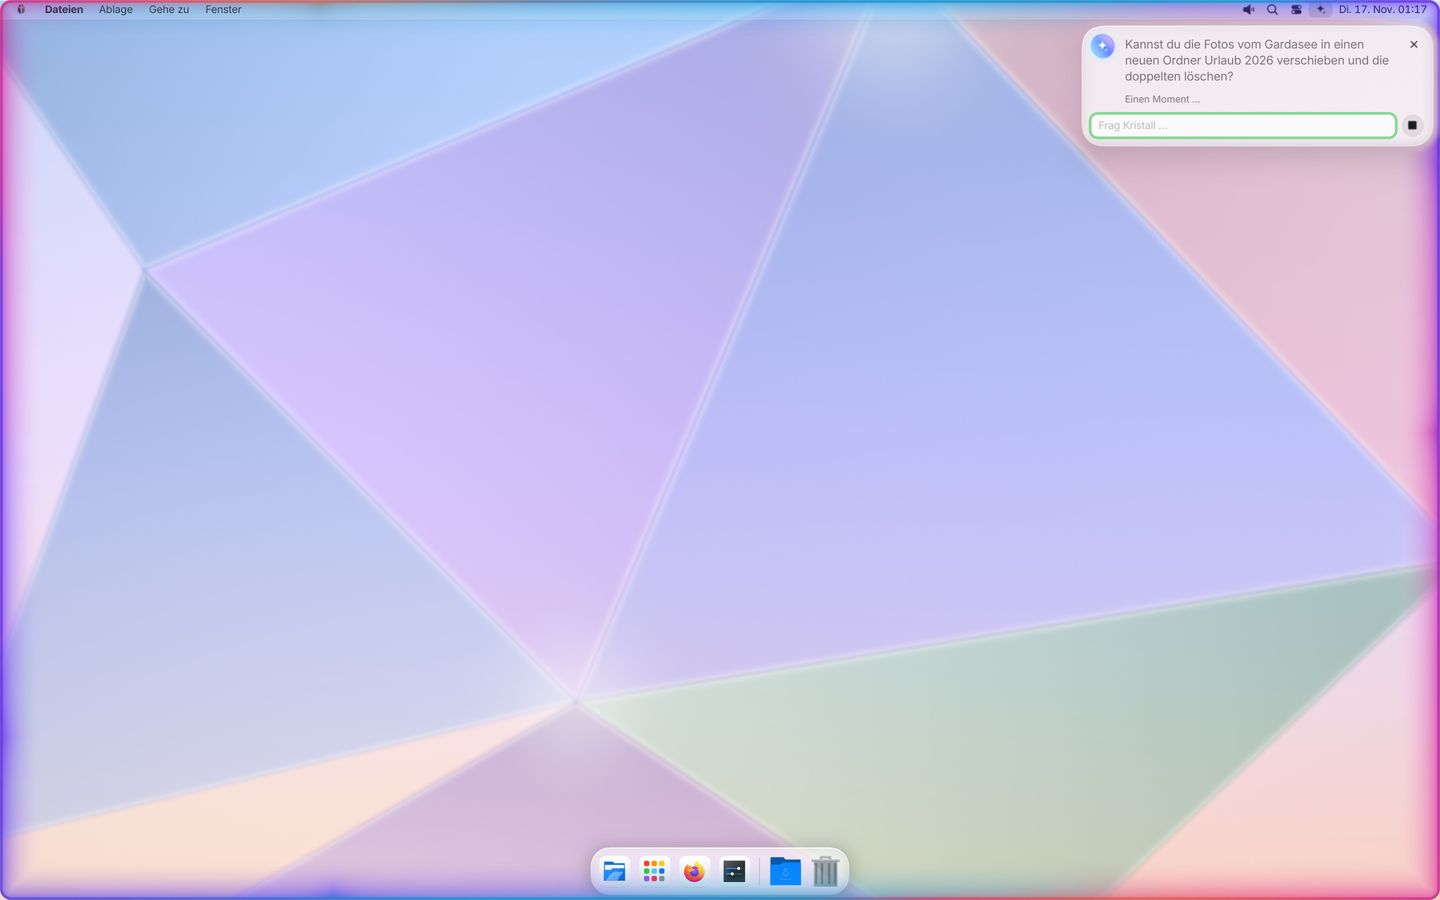 Dateien Ablage Gehe zu Fenster Di. 17. Nov. 01:17
Kannst du die Fotos vom Gardasee in einen
neuen Ordner Urlaub 2026 verschieben und die
doppelten löschen?
Einen Moment ...
Frag Kristall ...